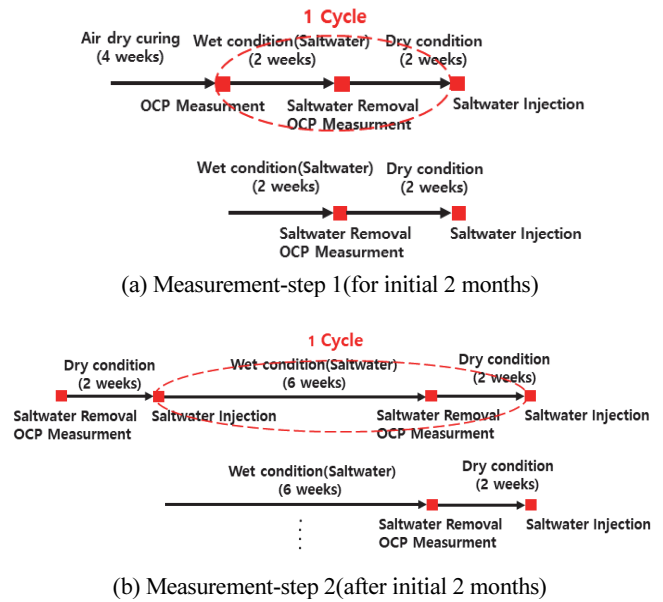 1 Cycle
Air dry curing
(4 weeks)
Wet condition(Saltwater)
(2 weeks)
Dry condition
(2 weeks)
OCP Measurment
Saltwater Removal
OCP Measurment
Saltwater Injection
Wet condition(Saltwater)
(2 weeks)
Dry condition
(2 weeks)
Saltwater Removal
OCP Measurment
Saltwater Injection
(a) Measurement-step 1(for initial 2 months)
1 Cycle
Dry condition
(2 weeks)
Wet condition(Saltwater)
(6 weeks)
Dry condition
(2 weeks)
Saltwater Removal
OCP Measurment
Saltwater Injection
Saltwater Removal
OCP Measurment
Saltwater Injection
Wet condition(Saltwater)
(6 weeks)
Dry condition
(2 weeks)
Saltwater Removal
OCP Measurment
Saltwater Injection
(b) Measurement-step 2(after initial 2 months)